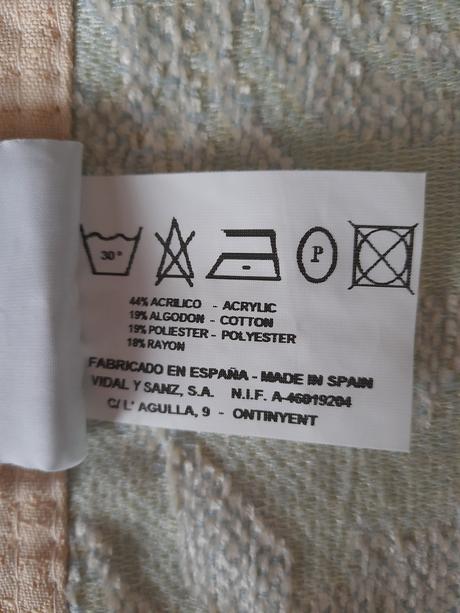 30°
P
44% ACRILICO - ACRYLIC
19% ALGODON - COTTON
19% POLIESTER - POLYESTER
18% RAYON
FABRICADO EN ESPAÑA - MADE IN SPAIN
VIDAL Y SANZ, S.A. N.I.F. A-46019204
C/ L' AGULLA, 9 - ONTINYENT